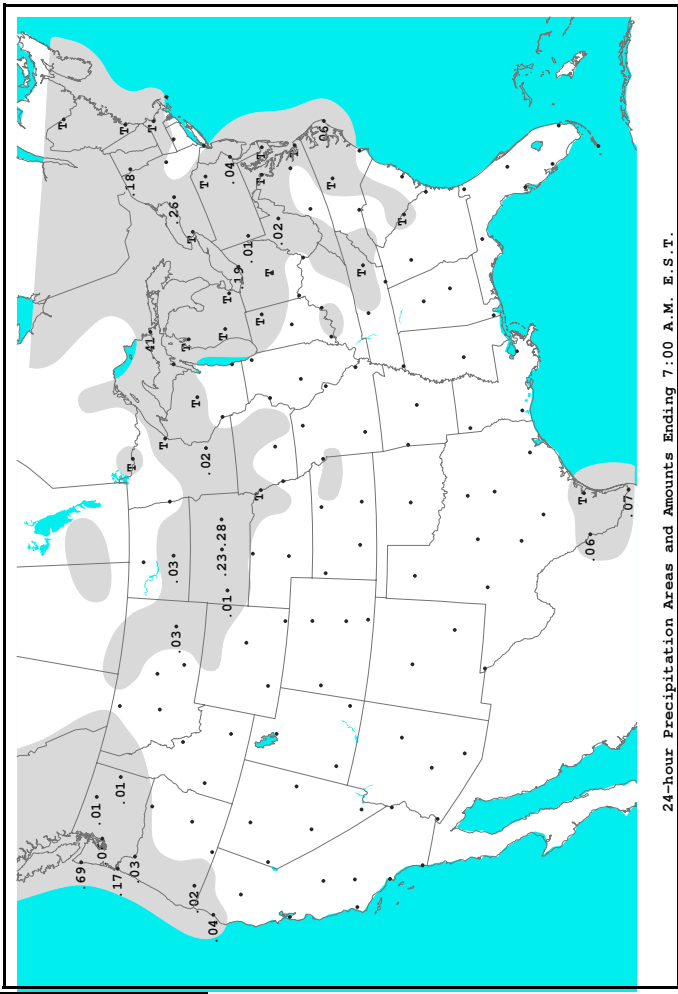 T
.69
.01
.17
.01
T
.18
T
.03
41
T
T
.03
.26
.03
T
T
.02
T
T
.02
.04
.23
.28
T
.01
T
.04
.19
.01
T
T
T
T
T
.02
T
.06
T
T
T
T
.06
.07
24-hour Precipitation Areas and Amounts Ending 7:00 A.M. E.S.T.